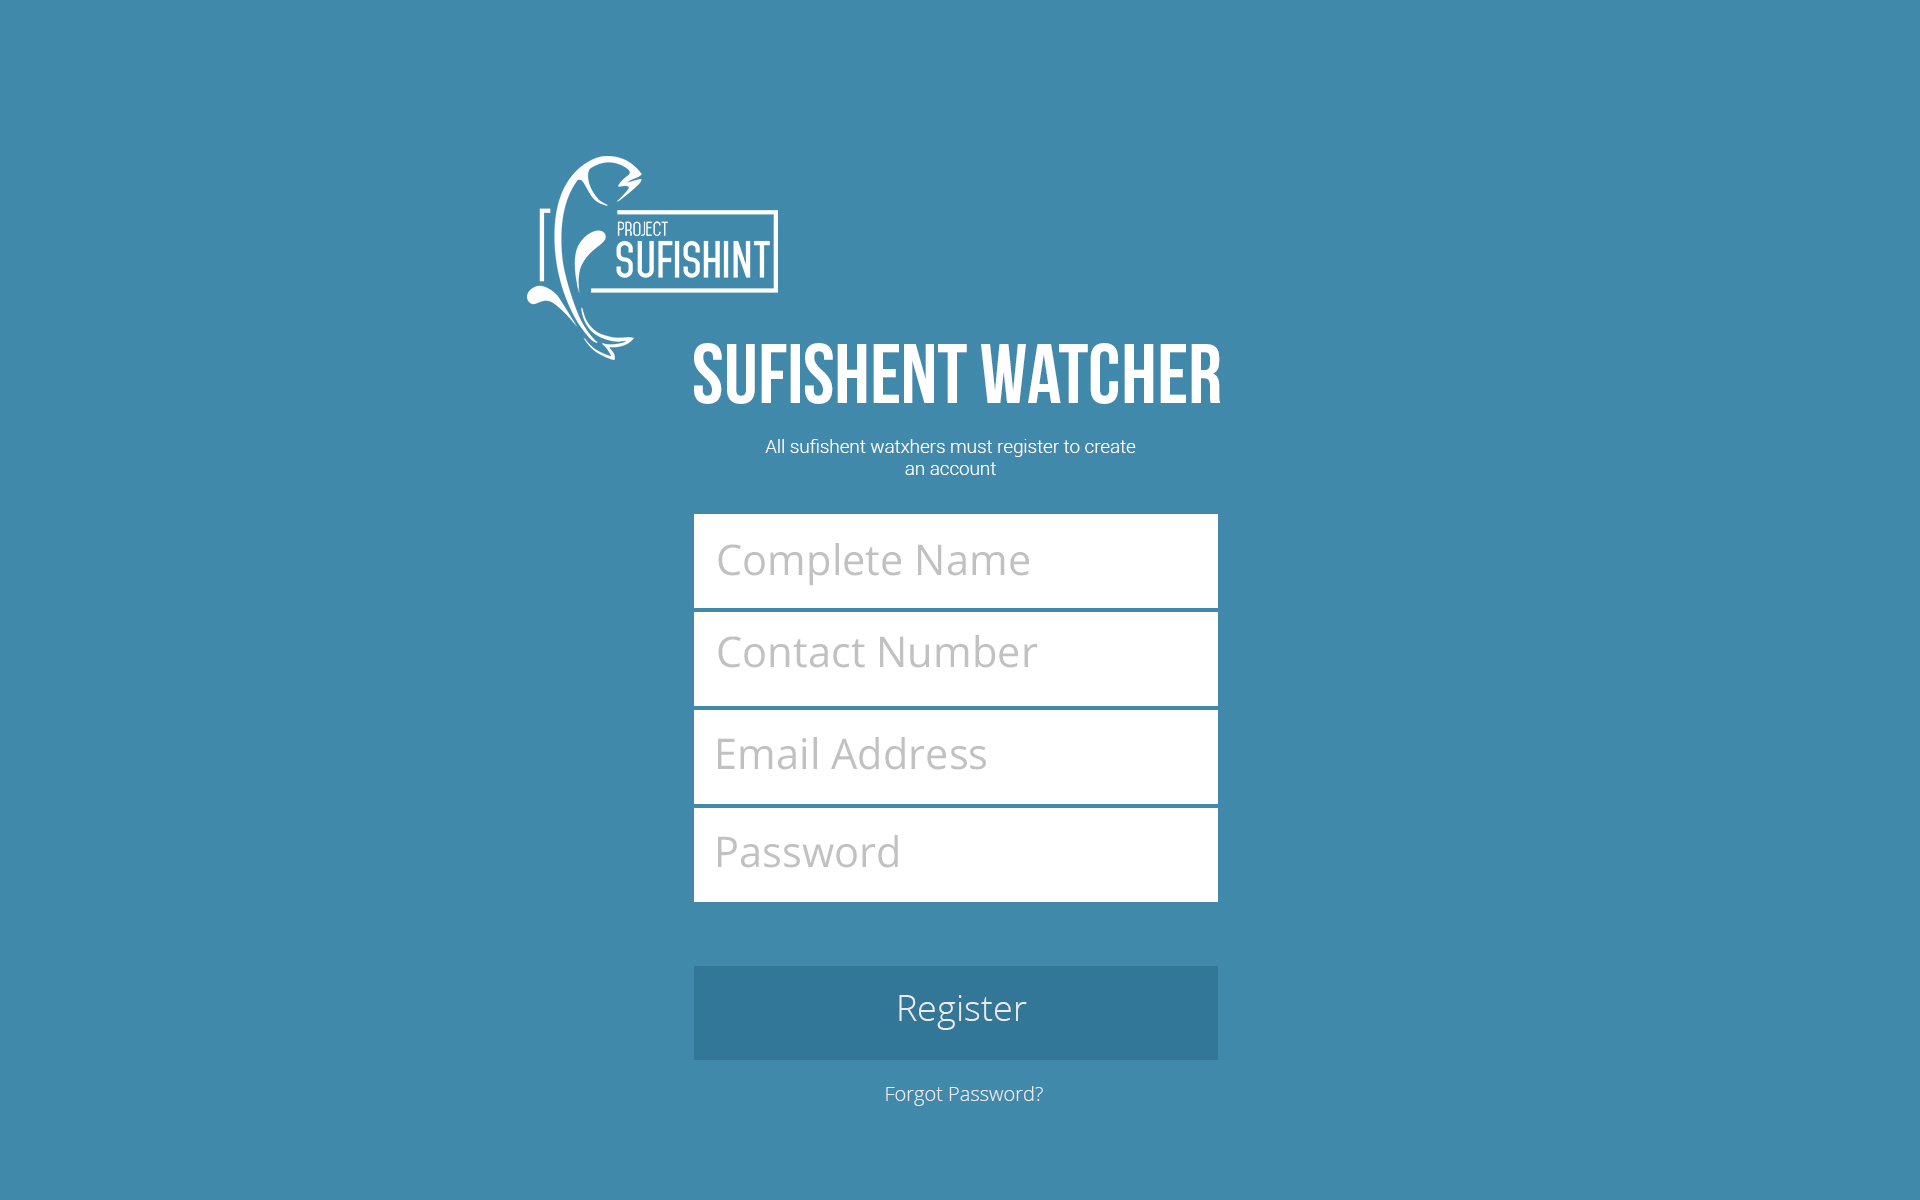 PROJECT
SUFISHINT
SUFISHENT WATCHER
All sufishent watxhers must register to create
an account
Complete Name
Contact Number
Email Address
Password
Register
Forgot Password?